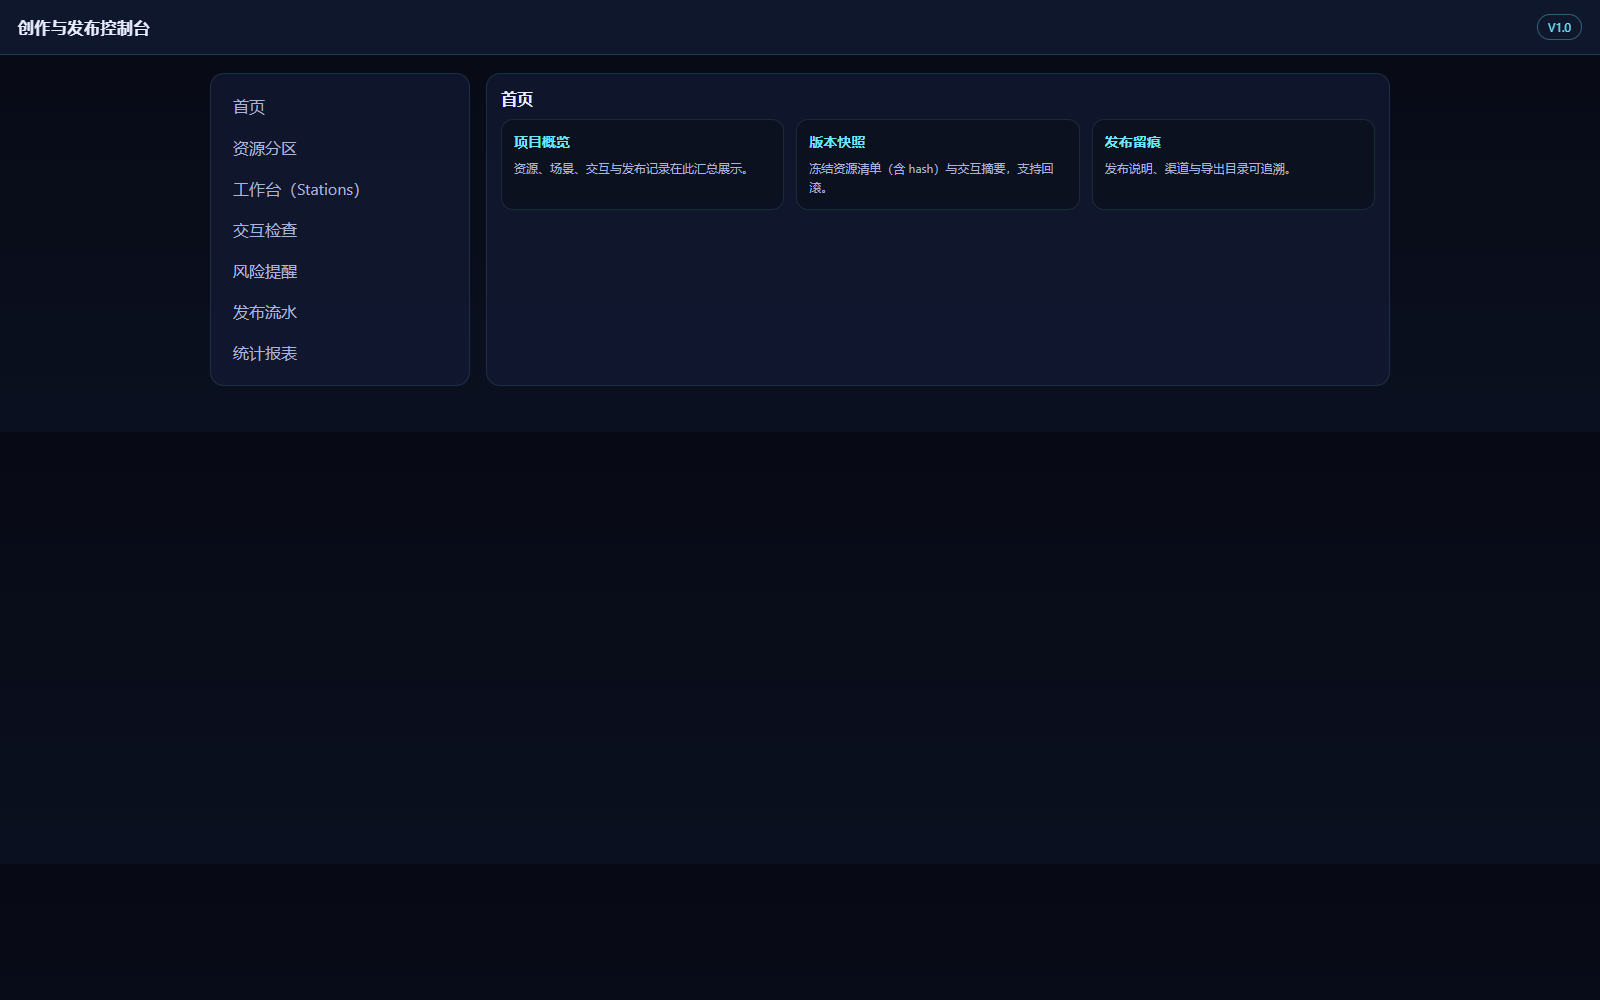 创作与发布控制台
V1.0
首页
资源分区
工作台（Stations）
交互检查
风险提醒
发布流水
统计报表
首页
项目概览
资源、场景、交互与发布记录在此汇总展示。
版本快照
冻结资源清单（含 hash）与交互摘要，支持回
滚。
发布留痕
发布说明、渠道与导出目录可追溯。